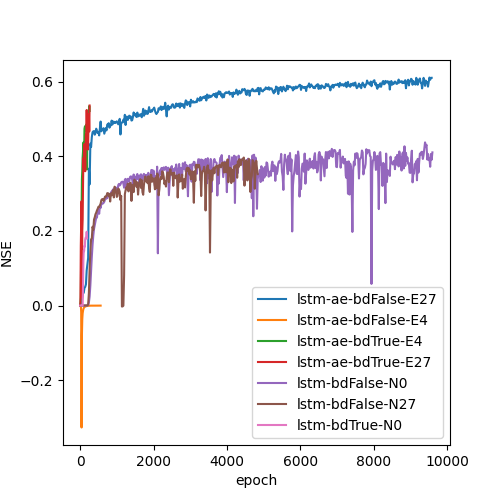 0.6
0.4
0.2
0.0
−0.2
NSE
0
2000
4000
6000
8000
10000
epoch
lstm-ae-bdFalse-E27
lstm-ae-bdFalse-E4
lstm-ae-bdTrue-E4
lstm-ae-bdTrue-E27
lstm-bdFalse-N0
lstm-bdFalse-N27
lstm-bdTrue-N0